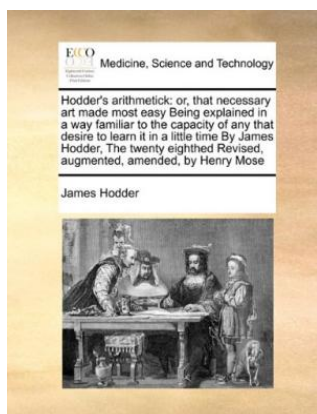 ECCO
Medicine, Science and Technology
Hodder's arithmetick: or, that necessary
art made most easy Being explained in
a way familiar to the capacity of any that
desire to learn it in a little time By James
Hodder, The twenty eighthed Revised,
augmented, amended, by Henry Mose
James Hodder